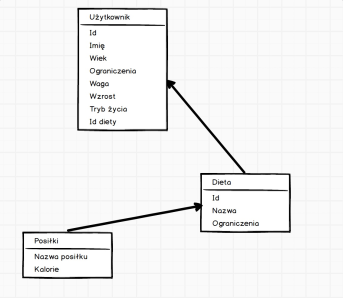 Użytkownik
Id
Imię
Wiek
Ograniczenia
Waga
Wzrost
Tryb życia
Id diety
Dieta
Id
Nazwa
Ograniczenia
Posiłki
Nazwa posiłku
Kalorie